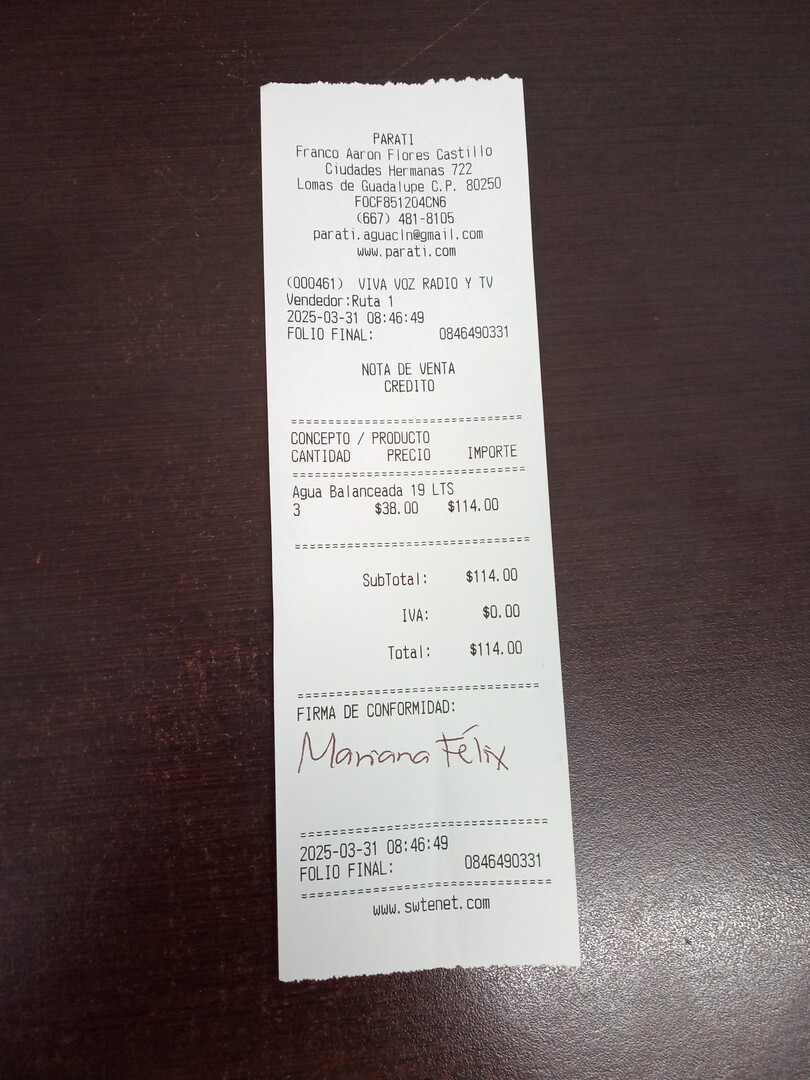 PARATI
Franco Aaron Flores Castillo
Ciudades Hermanas 722
Lomas de Guadalupe C.P. 80250
FOCF851204CN6
(667) 481-8105
parati.aguacln@gmail.com
www.parati.com
(000461) VIVA VOZ RADIO Y TV
Vendedor:Ruta 1
2025-03-31 08:46:49
FOLIO FINAL: 0846490331
NOTA DE VENTA
CREDITO
==============================
CONCEPTO / PRODUCTO
CANTIDAD PRECIO IMPORTE
==============================
Agua Balanceada 19 LTS
3 $38.00 $114.00
==============================
SubTotal: $114.00
IVA: $0.00
Total: $114.00
==============================
FIRMA DE CONFORMIDAD:
Mariana Félix
==============================
2025-03-31 08:46:49
FOLIO FINAL: 0846490331
==============================
www.swtenet.com